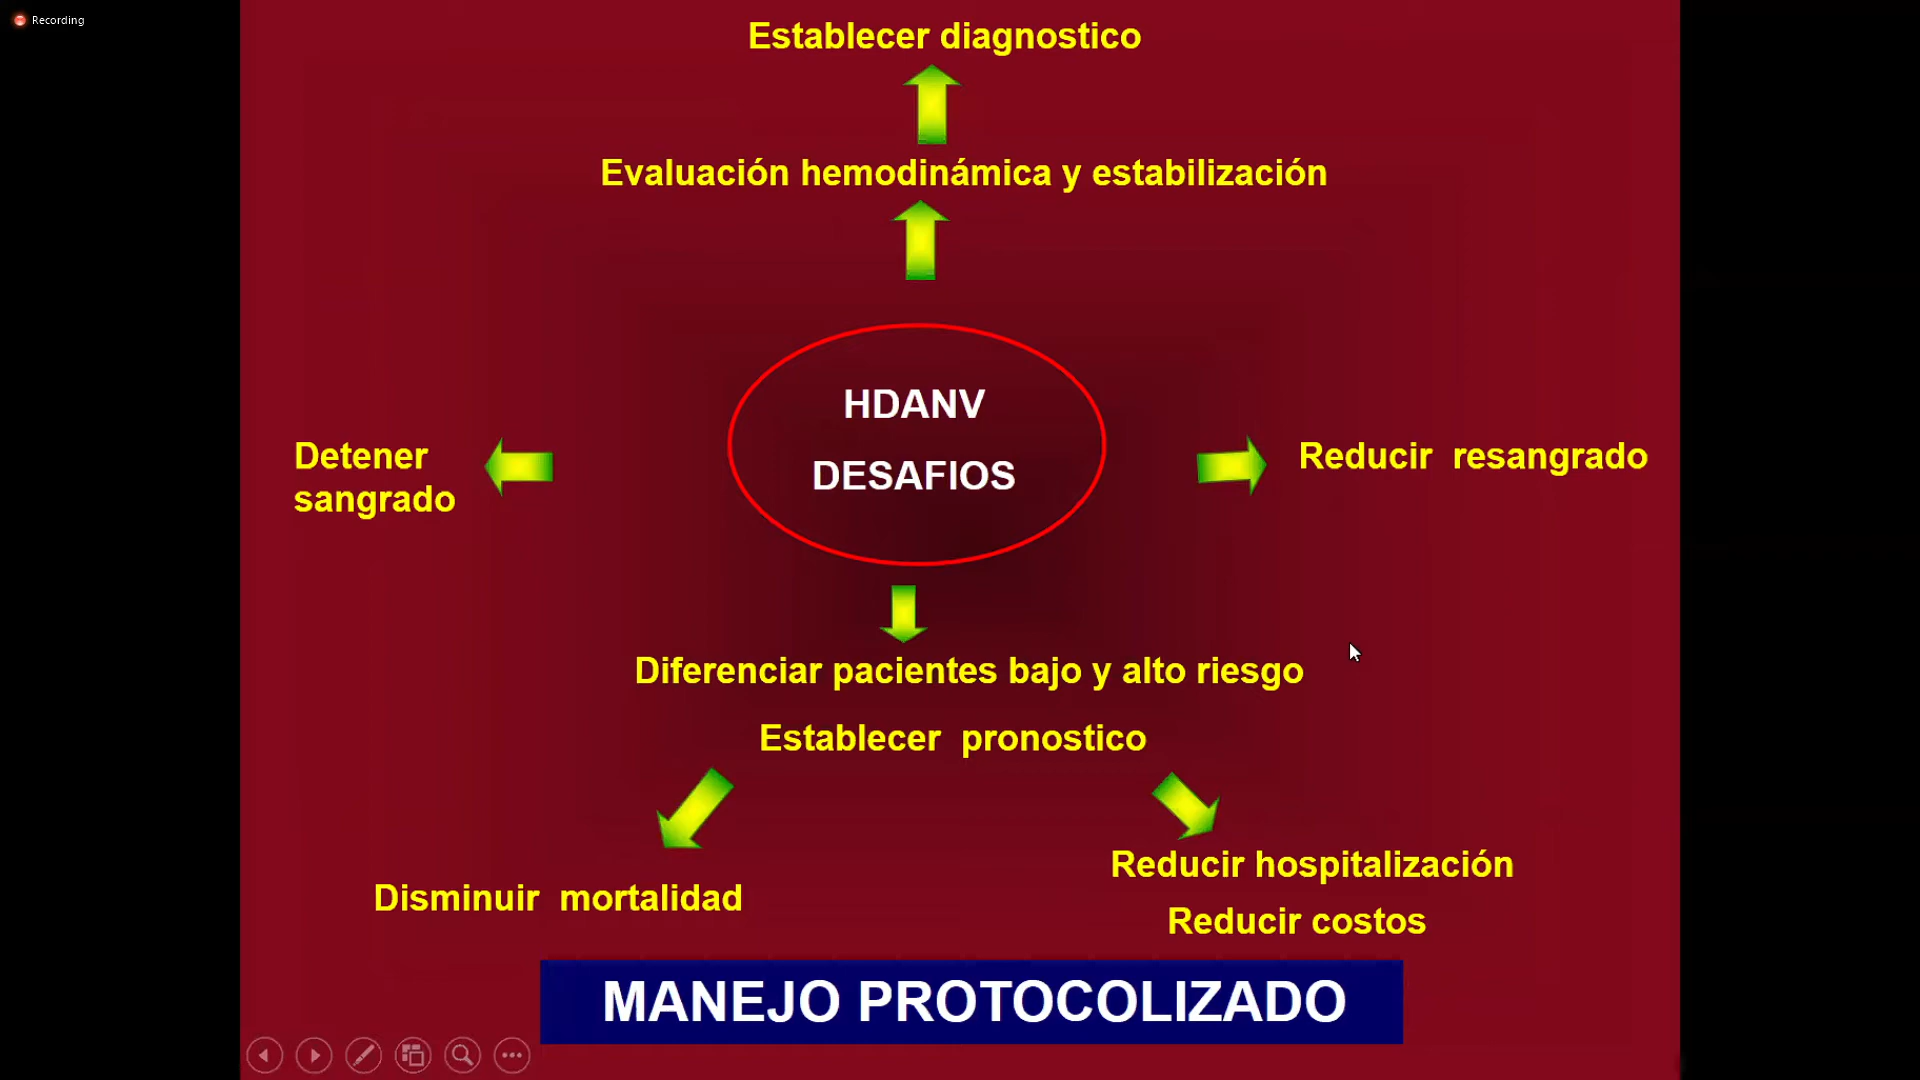 Recording
Establecer diagnostico
Evaluación hemodinámica y estabilización
HDANV
DESAFIOS
Detener
sangrado
Reducir resangrado
Diferenciar pacientes bajo y alto riesgo
Establecer pronostico
Disminuir mortalidad
Reducir hospitalización
Reducir costos
MANEJO PROTOCOLIZADO